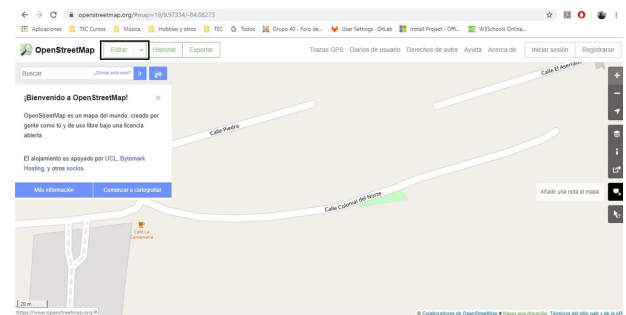 openstreetmap.org/#map=19/9.97334/-84.08273
Aplicaciones TEC Cursos Música Hobbies y otros TEC G Todos Grupo 40 - Foro de... User Settings · GitLab Install Project - Offi... W3Schools Online...
OpenStreetMap Editar Historial Exportar Trazas GPS Diarios de usuario Derechos de autor Ayuda Acerca de Iniciar sesión Registrarse
Buscar ¿Dónde está esto? Ir
Calle El Aserrill
¡Bienvenido a OpenStreetMap! ×
OpenStreetMap es un mapa del mundo, creado por
gente como tú y de uso libre bajo una licencia
abierta.
Calle Piedra
El alojamiento es apoyado por UCL, Bytemark
Hosting, y otros socios.
Más información Comenzar a cartografiar
Añadir una nota al mapa
Calle Colonial del Norte
Café La
20 m
https://www.openstreetmap.org/#
© Colaboradores de OpenStreetMap ♥ Hacer una donación. Términos del sitio web y de la API